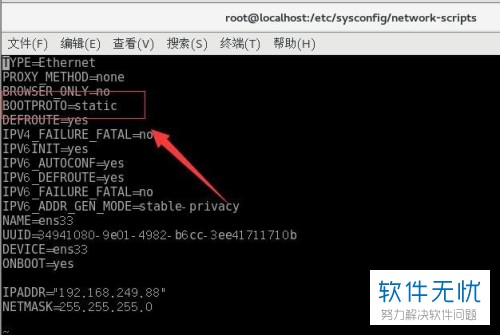 root@localhost:/etc/sysconfig/network-scripts
文件(F) 编辑(E) 查看(V) 搜索(S) 终端(T) 帮助(H)
TYPE=Ethernet
PROXY_METHOD=none
BROWSER_ONLY=no
BOOTPROTO=static
DEFROUTE=yes
IPV4_FAILURE_FATAL=no
IPV6INIT=yes
IPV6_AUTOCONF=yes
IPV6_DEFROUTE=yes
IPV6_FAILURE_FATAL=no
IPV6_ADDR_GEN_MODE=stable-privacy
NAME=ens33
UUID=34941080-9e01-4982-b6cc-3ee41711710b
DEVICE=ens33
ONBOOT=yes
IPADDR="192.168.249.88"
NETMASK=255.255.255.0
~
软件无忧
努力解决软件问题